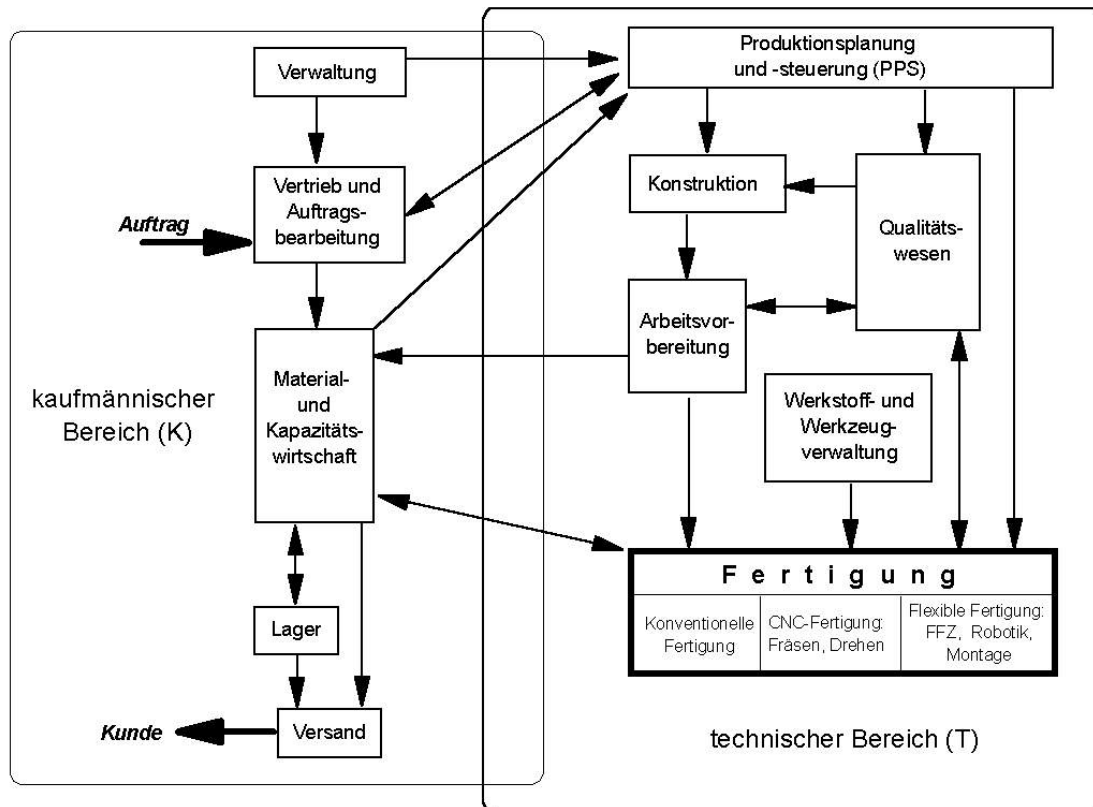 Verwaltung
Vertrieb und
Auftrags-
bearbeitung
Auftrag
Material-
und
Kapazitäts-
wirtschaft
kaufmännischer
Bereich (K)
Lager
Versand
Kunde
Produktionsplanung
und -steuerung (PPS)
Konstruktion
Qualitäts-
wesen
Arbeitsvor-
bereitung
Werkstoff- und
Werkzeug-
verwaltung
Fertigung
Konventionelle
Fertigung
CNC-Fertigung:
Fräsen, Drehen
Flexible Fertigung:
FFZ, Robotik,
Montage
technischer Bereich (T)